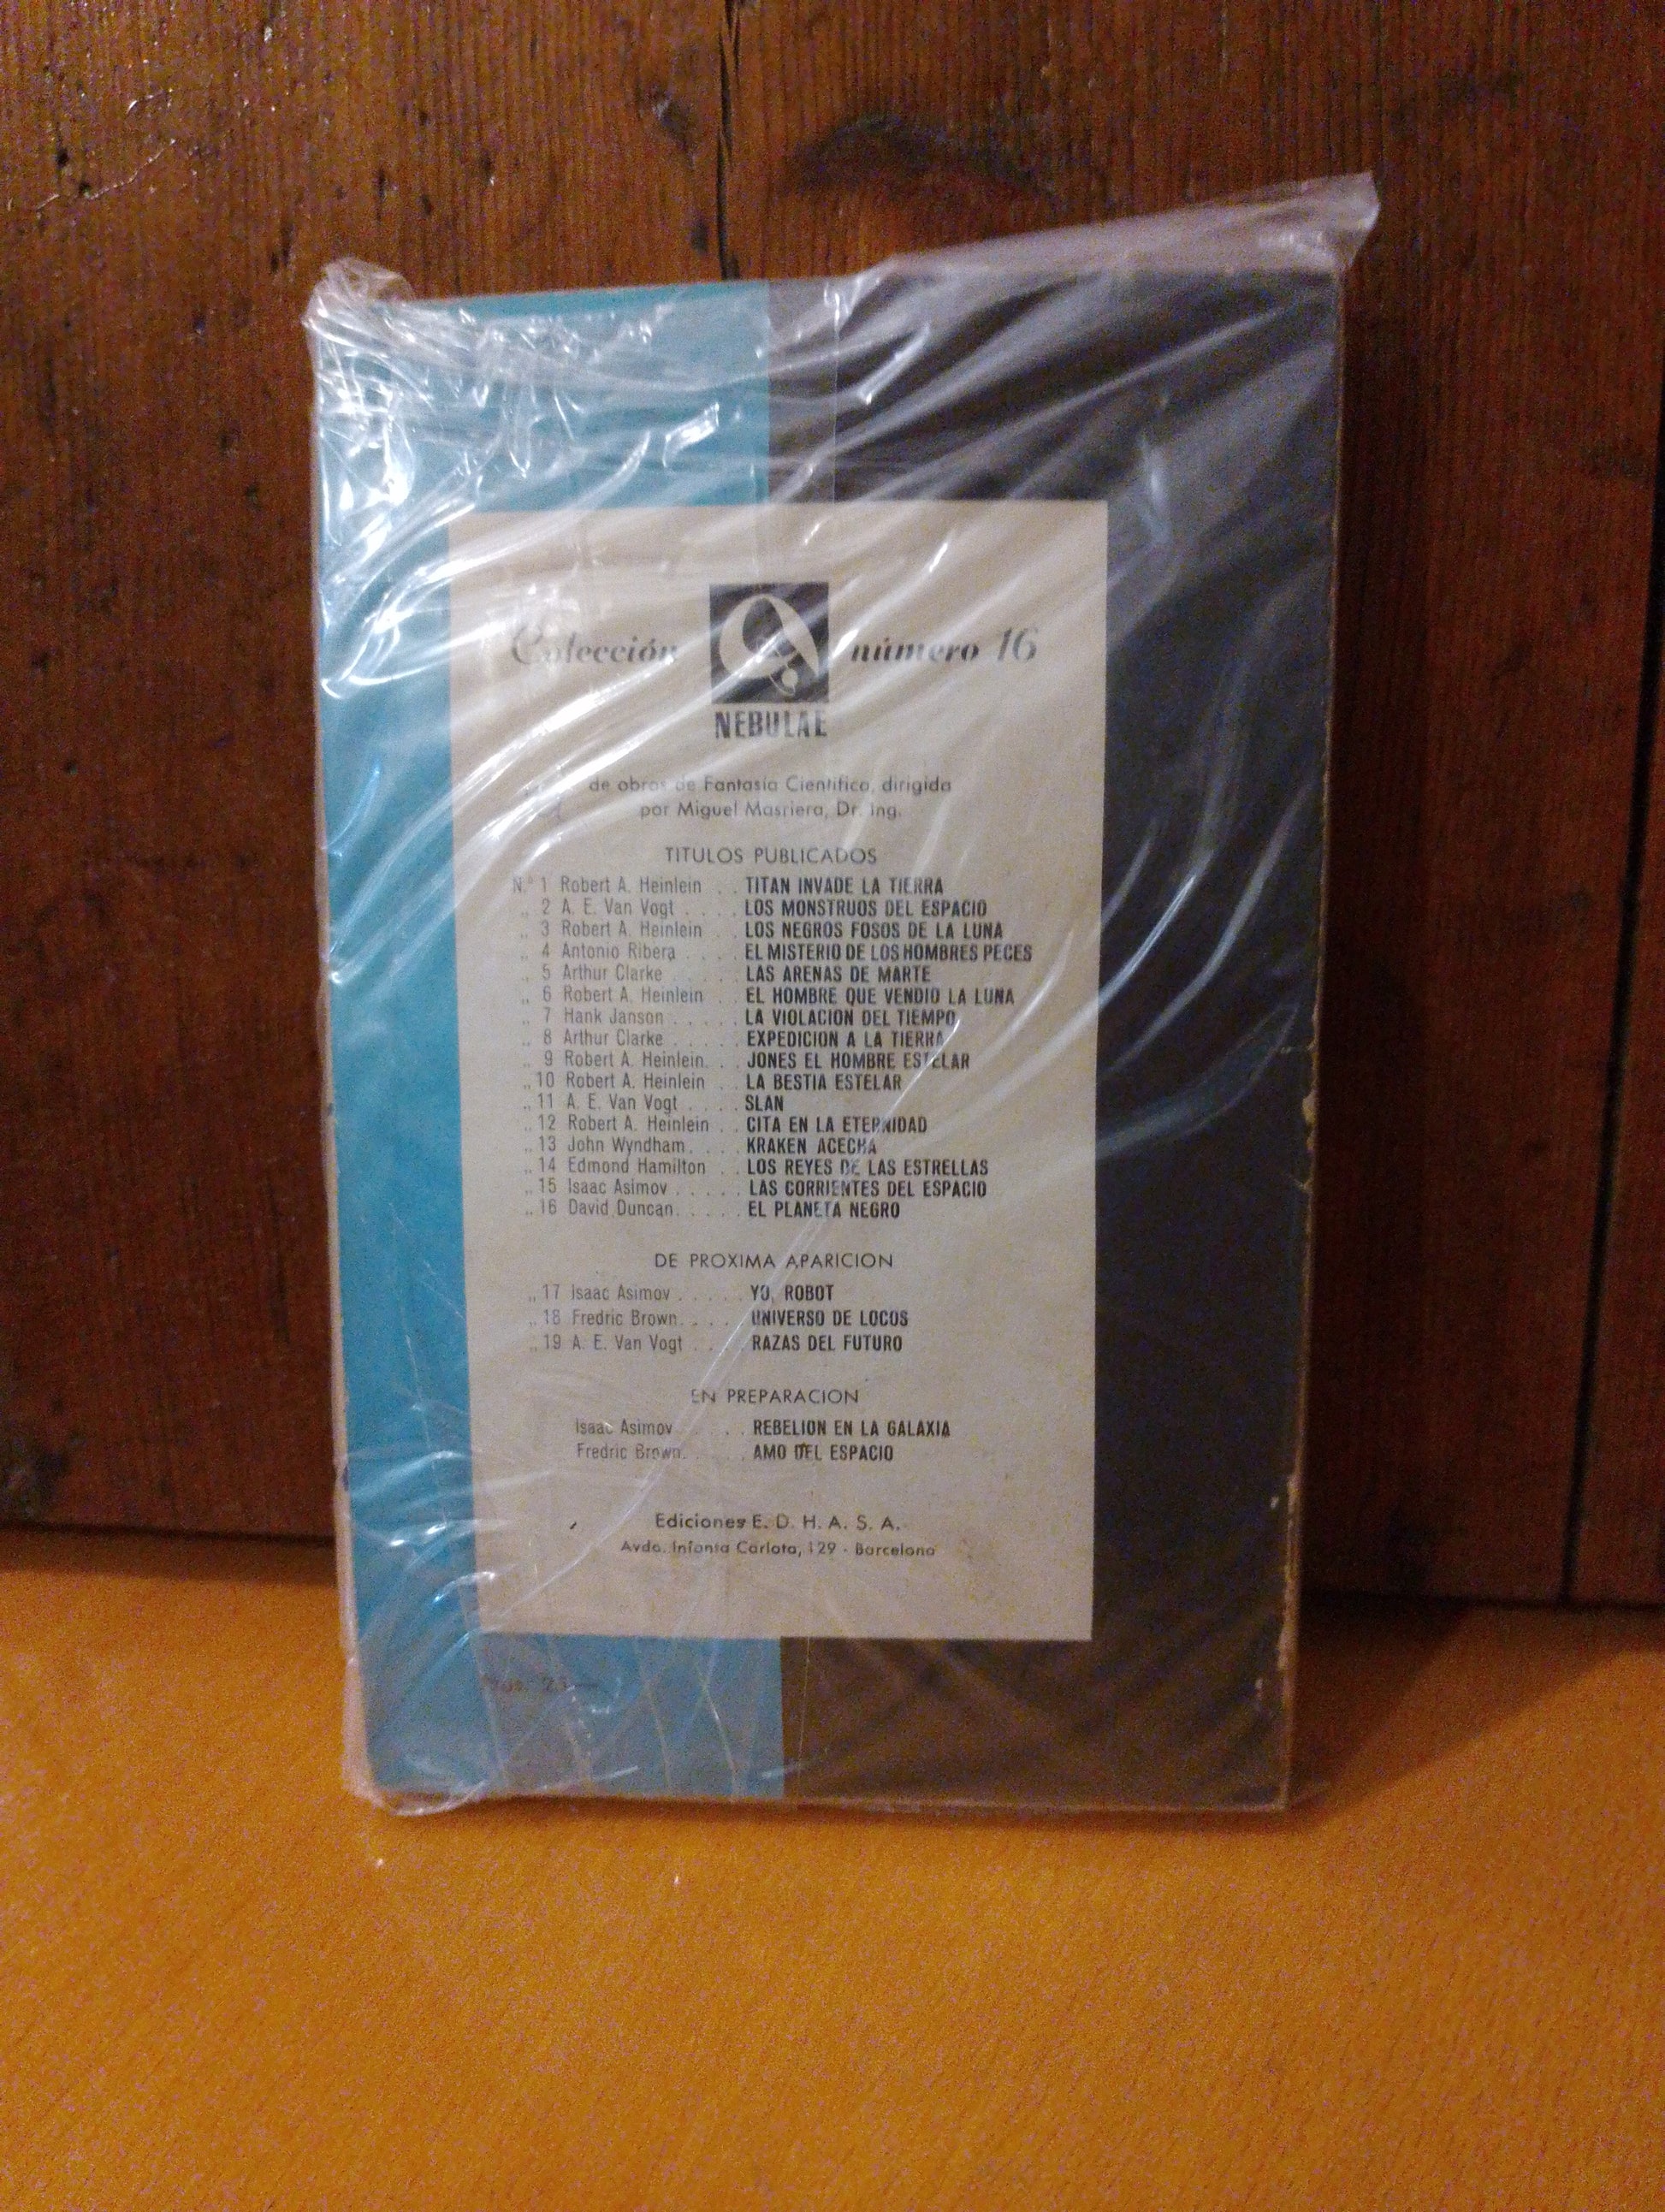 Colección número 16
NEBULAE
de obras de Fantasía Científica, dirigida
por Miguel Masriera, Dr. Ing.
TITULOS PUBLICADOS
N.º 1 Robert A. Heinlein . . TITAN INVADE LA TIERRA
„ 2 A. E. Van Vogt . . . . LOS MONSTRUOS DEL ESPACIO
„ 3 Robert A. Heinlein . . LOS NEGROS FOSOS DE LA LUNA
„ 4 Antonio Ribera . . . . EL MISTERIO DE LOS HOMBRES PECES
„ 5 Arthur Clarke . . . . . LAS ARENAS DE MARTE
„ 6 Robert A. Heinlein . . EL HOMBRE QUE VENDIO LA LUNA
„ 7 Hank Janson . . . . . LA VIOLACION DEL TIEMPO
„ 8 Arthur Clarke . . . . . EXPEDICION A LA TIERRA
„ 9 Robert A. Heinlein. . . JONES EL HOMBRE ESTELAR
„ 10 Robert A. Heinlein . . LA BESTIA ESTELAR
„ 11 A. E. Van Vogt . . . . SLAN
„ 12 Robert A. Heinlein . . CITA EN LA ETERNIDAD
„ 13 John Wyndham. . . . KRAKEN ACECHA
„ 14 Edmond Hamilton . . LOS REYES DE LAS ESTRELLAS
„ 15 Isaac Asimov . . . . . LAS CORRIENTES DEL ESPACIO
„ 16 David Duncan. . . . . EL PLANETA NEGRO
DE PROXIMA APARICION
„ 17 Isaac Asimov . . . . . YO, ROBOT
„ 18 Fredric Brown. . . . . UNIVERSO DE LOCOS
„ 19 A. E. Van Vogt . . . . RAZAS DEL FUTURO
EN PREPARACION
Isaac Asimov . . . . REBELION EN LA GALAXIA
Fredric Brown. . . . . AMO DEL ESPACIO
Ediciones E. D. H. A. S. A.
Avda. Infanta Carlota, 129 - Barcelona